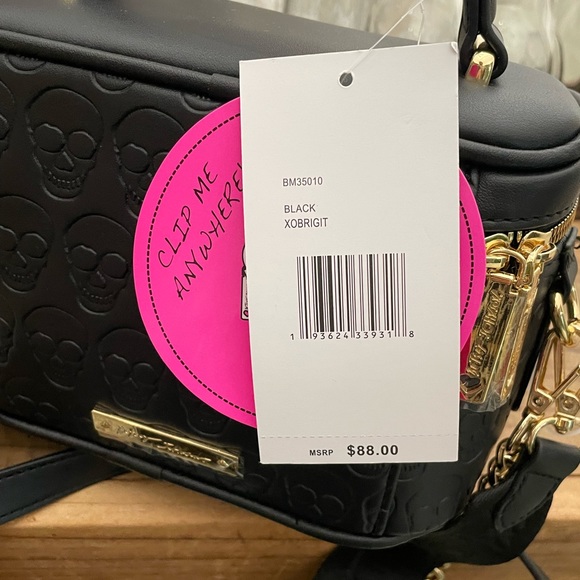 CLIP ME
ANYWHERE!
BM35010
BLACK
XOBRIGIT
1 93624 33931 8
MSRP $88.00